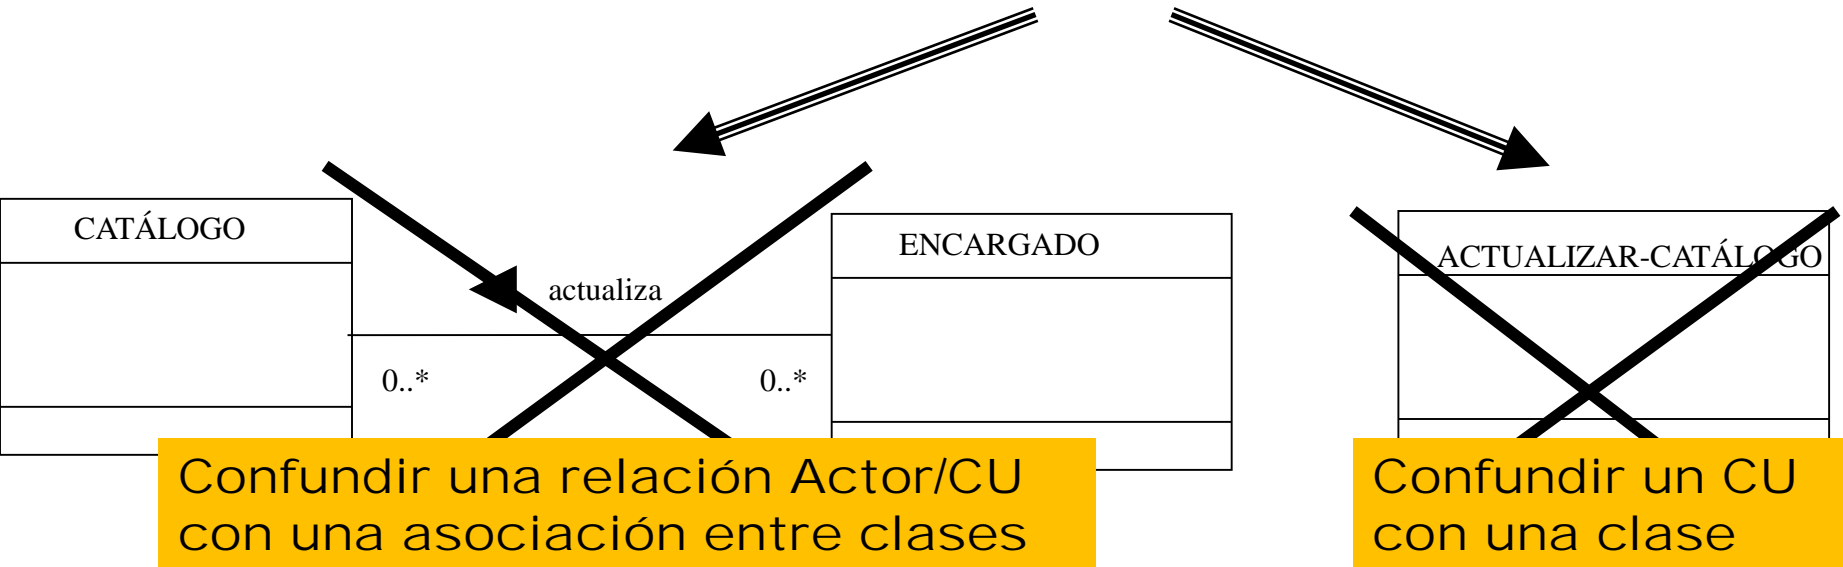 CATÁLOGO
ENCARGADO
ACTUALIZAR-CATÁLOGO
actualiza
0..*
0..*
Confundir una relación Actor/CU
con una asociación entre clases
Confundir un CU
con una clase